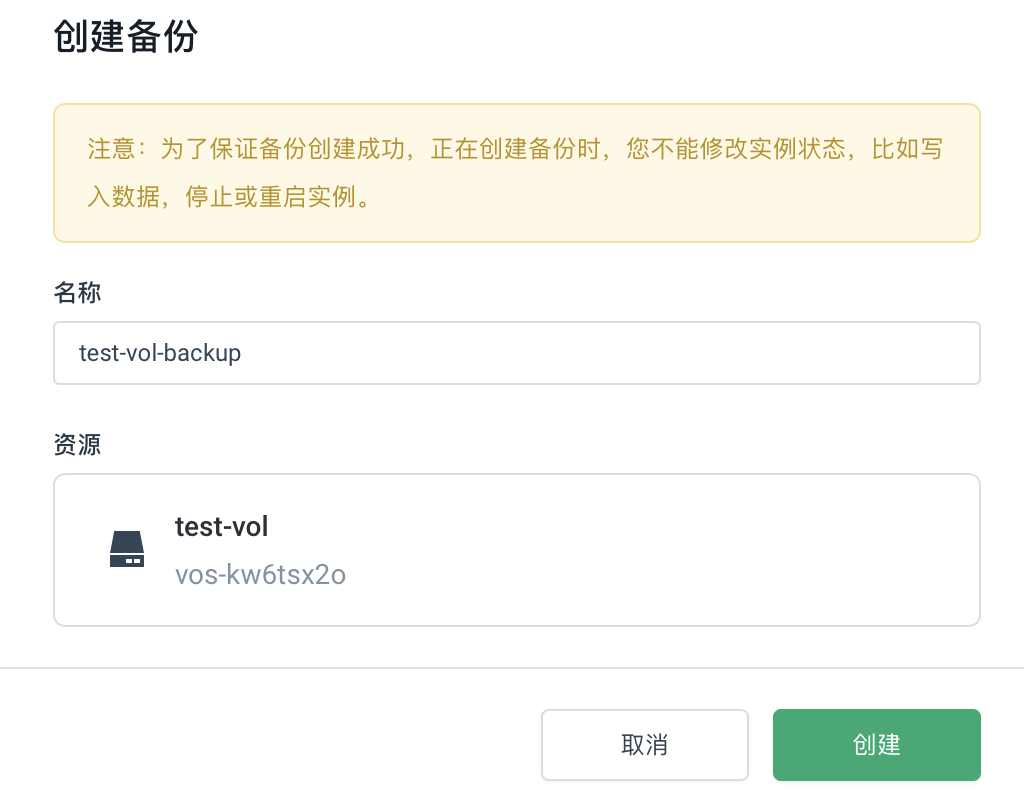 创建备份
注意：为了保证备份创建成功，正在创建备份时，您不能修改实例状态，比如写
入数据，停止或重启实例。
名称
test-vol-backup
资源
test-vol
vos-kw6tsx2o
取消
创建